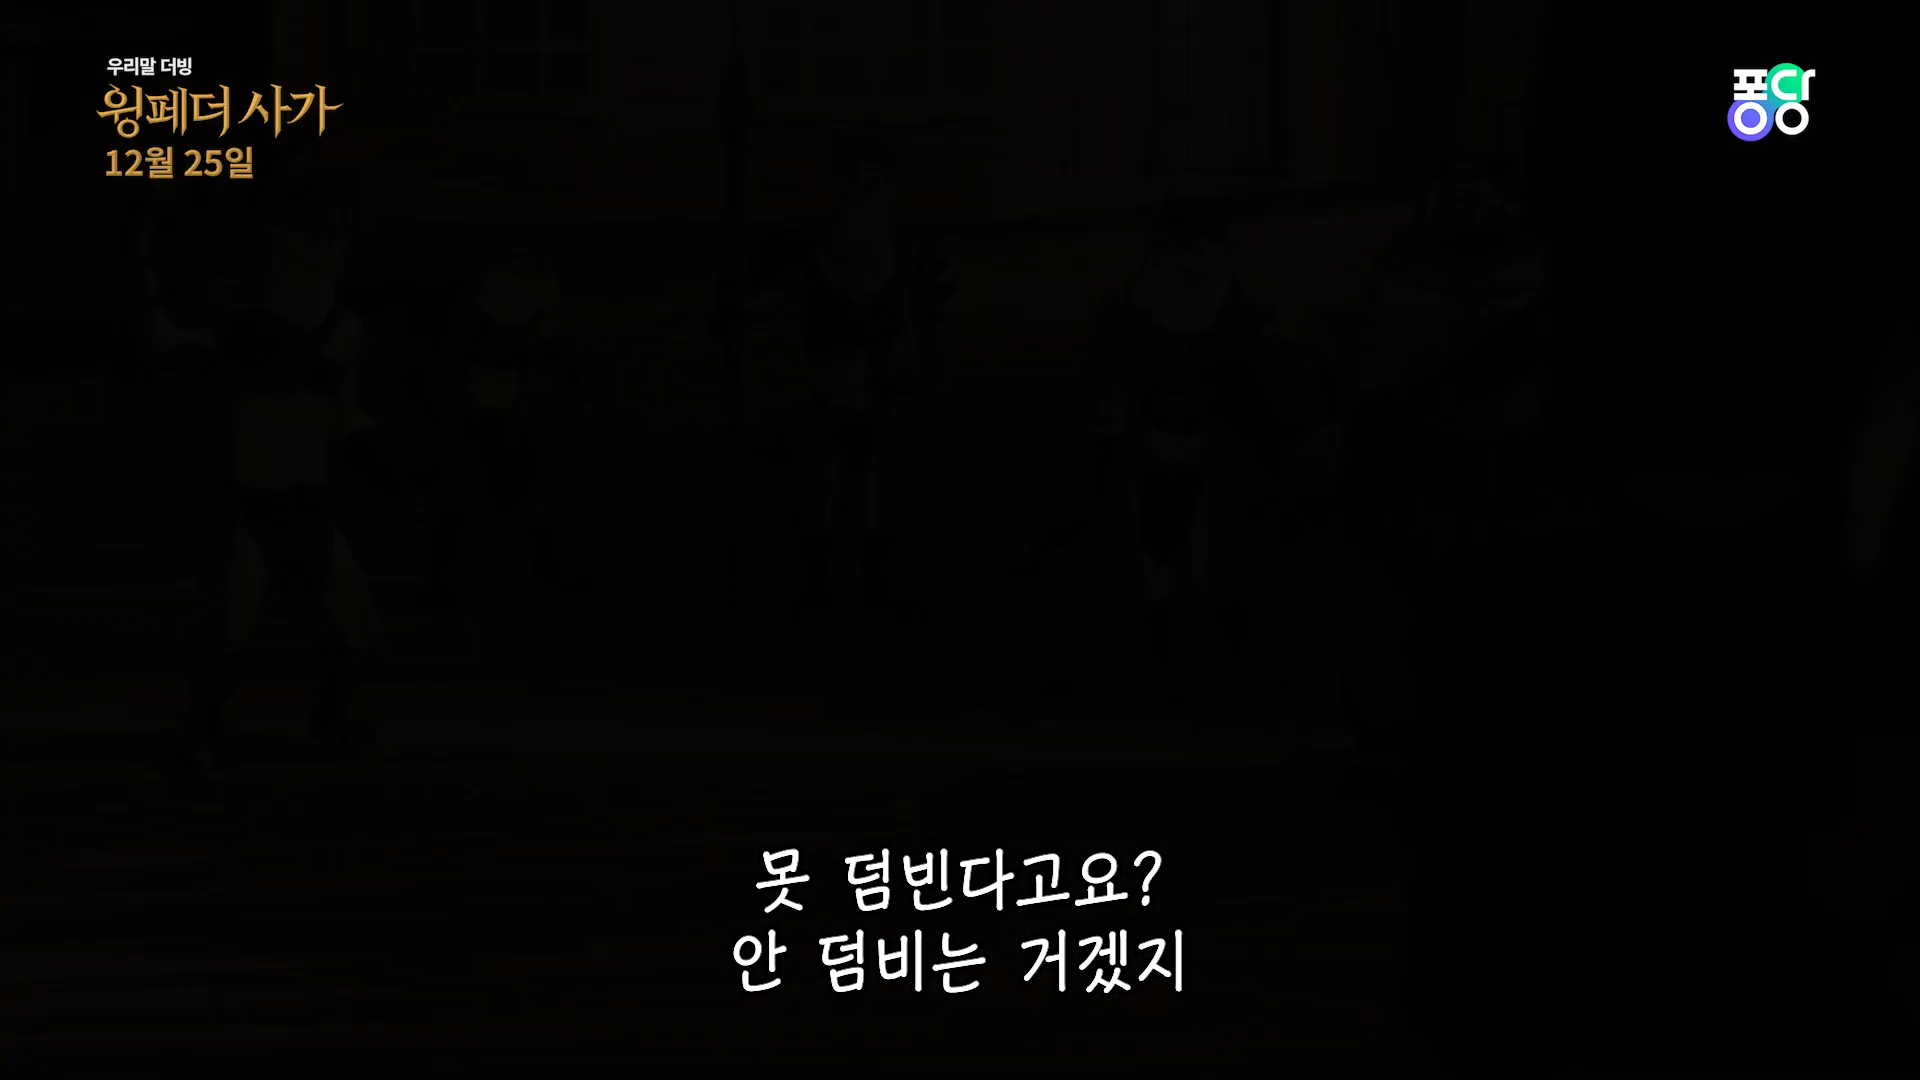 우리말 더빙
윙페더 사가
12월 25일
퐁당
못 덤빈다고요?
안 덤비는 거겠지